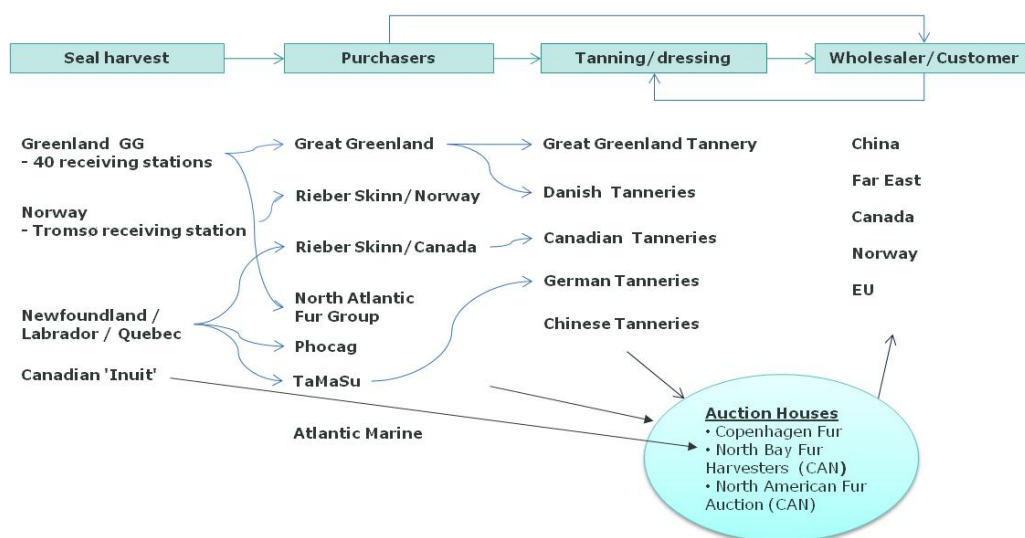 Seal harvest
Purchasers
Tanning/dressing
Wholesaler/Customer
Greenland GG
- 40 receiving stations
Norway
- Tromsø receiving station
Newfoundland /
Labrador / Quebec
Canadian 'Inuit'
Great Greenland
Rieber Skinn/Norway
Rieber Skinn/Canada
North Atlantic
Fur Group
Phocag
TaMaSu
Atlantic Marine
Great Greenland Tannery
Danish Tanneries
Canadian Tanneries
German Tanneries
Chinese Tanneries
China
Far East
Canada
Norway
EU
Auction Houses
• Copenhagen Fur
• North Bay Fur
Harvesters (CAN)
• North American Fur
Auction (CAN)